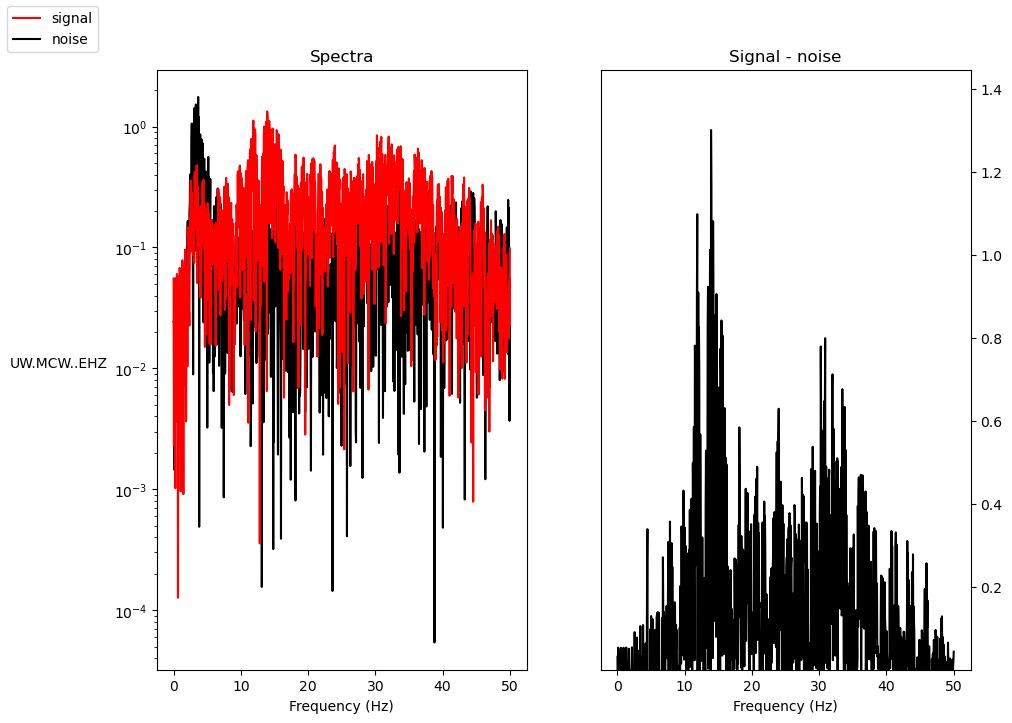 signal
noise
Spectra
Signal - noise
10^0
10^-1
10^-2
10^-3
10^-4
UW.MCW..EHZ
0 10 20 30 40 50
Frequency (Hz)
1.4
1.2
1.0
0.8
0.6
0.4
0.2
0 10 20 30 40 50
Frequency (Hz)